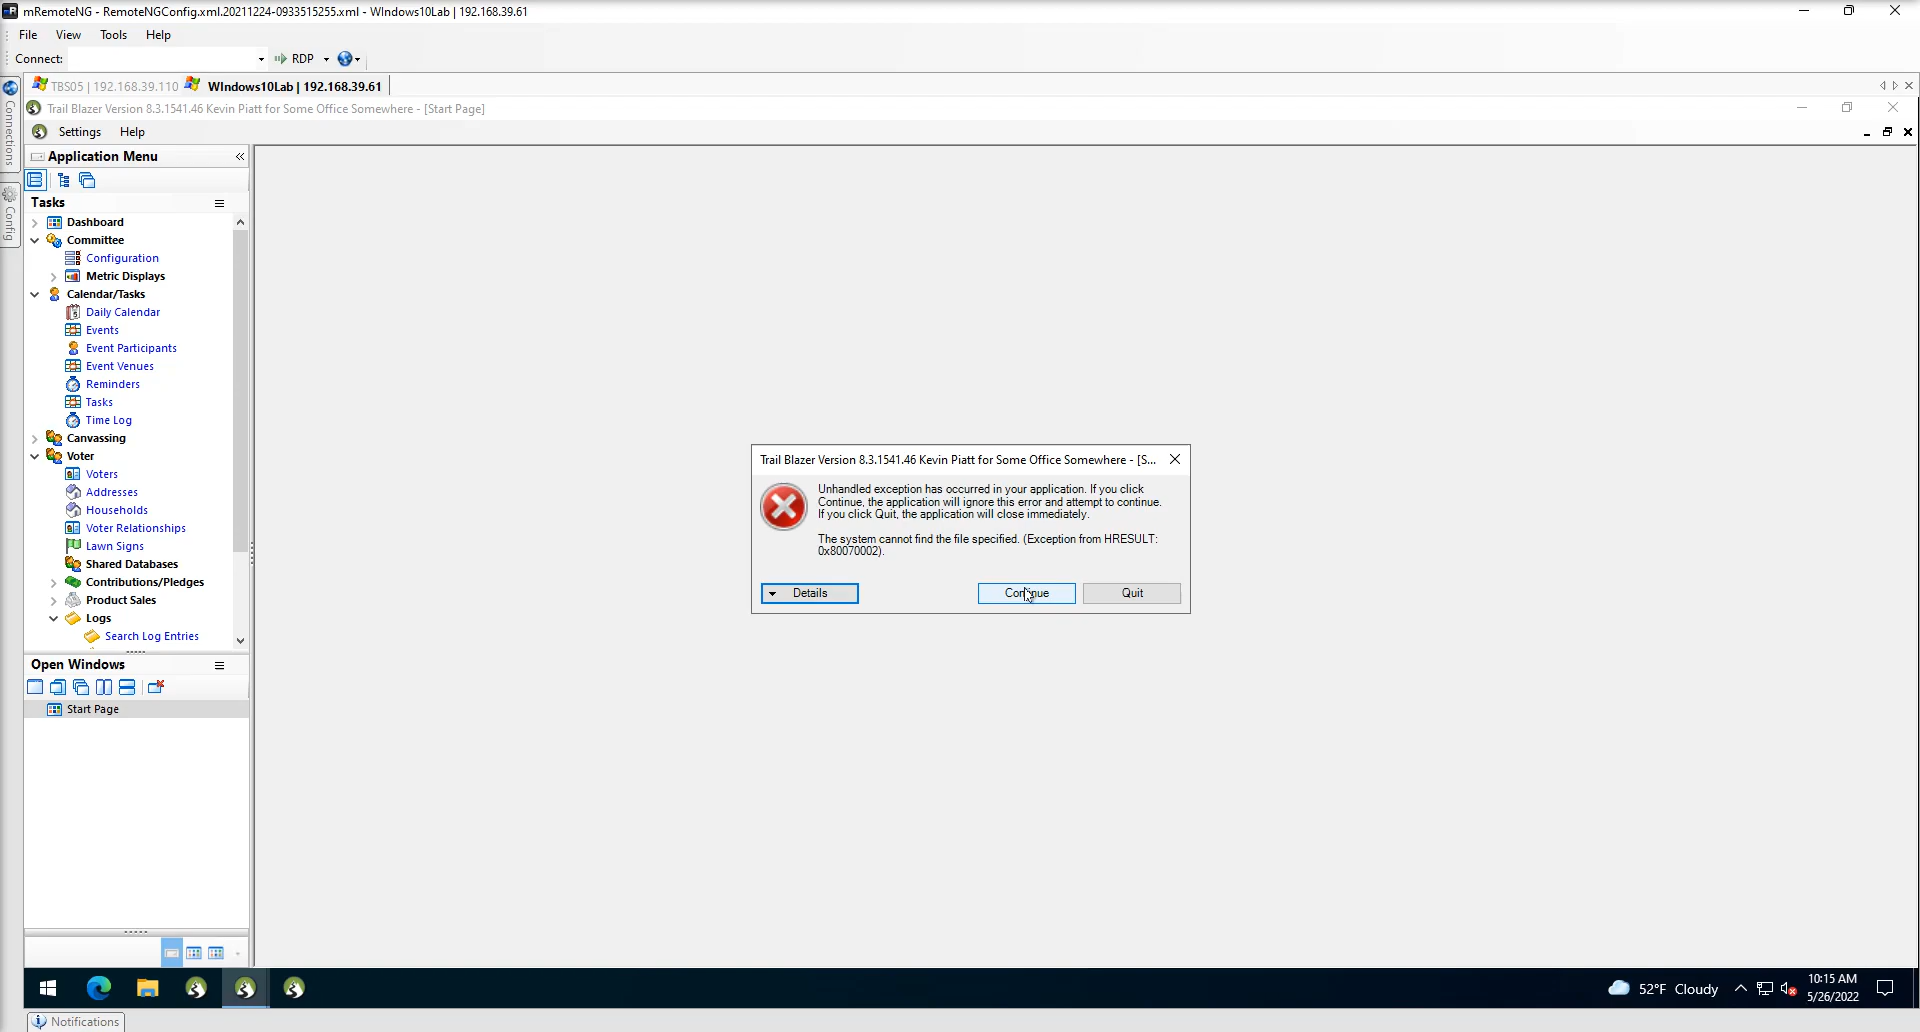 mRemoteNG - RemoteNGConfig.xml.20211224-0933515255.xml - WIndows10Lab | 192.168.39.61
File View Tools Help
Connect: RDP
TBS05 | 192.168.39.110 WIndows10Lab | 192.168.39.61
Connections
Config
Trail Blazer Version 8.3.1541.46 Kevin Piatt for Some Office Somewhere - [Start Page]
Settings Help
Application Menu
Tasks
Dashboard
Committee
Configuration
Metric Displays
Calendar/Tasks
Daily Calendar
Events
Event Participants
Event Venues
Reminders
Tasks
Time Log
Canvassing
Voter
Voters
Addresses
Households
Voter Relationships
Lawn Signs
Shared Databases
Contributions/Pledges
Product Sales
Logs
Search Log Entries
Open Windows
Start Page
Trail Blazer Version 8.3.1541.46 Kevin Piatt for Some Office Somewhere - [S...
Unhandled exception has occurred in your application. If you click
Continue, the application will ignore this error and attempt to continue.
If you click Quit, the application will close immediately.
The system cannot find the file specified. (Exception from HRESULT:
0x80070002).
Details Continue Quit
52°F Cloudy
10:15 AM
5/26/2022
Notifications